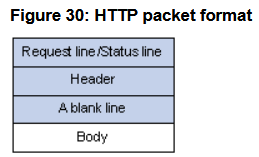 Figure 30: HTTP packet format
Request line/Status line
Header
A blank line
Body